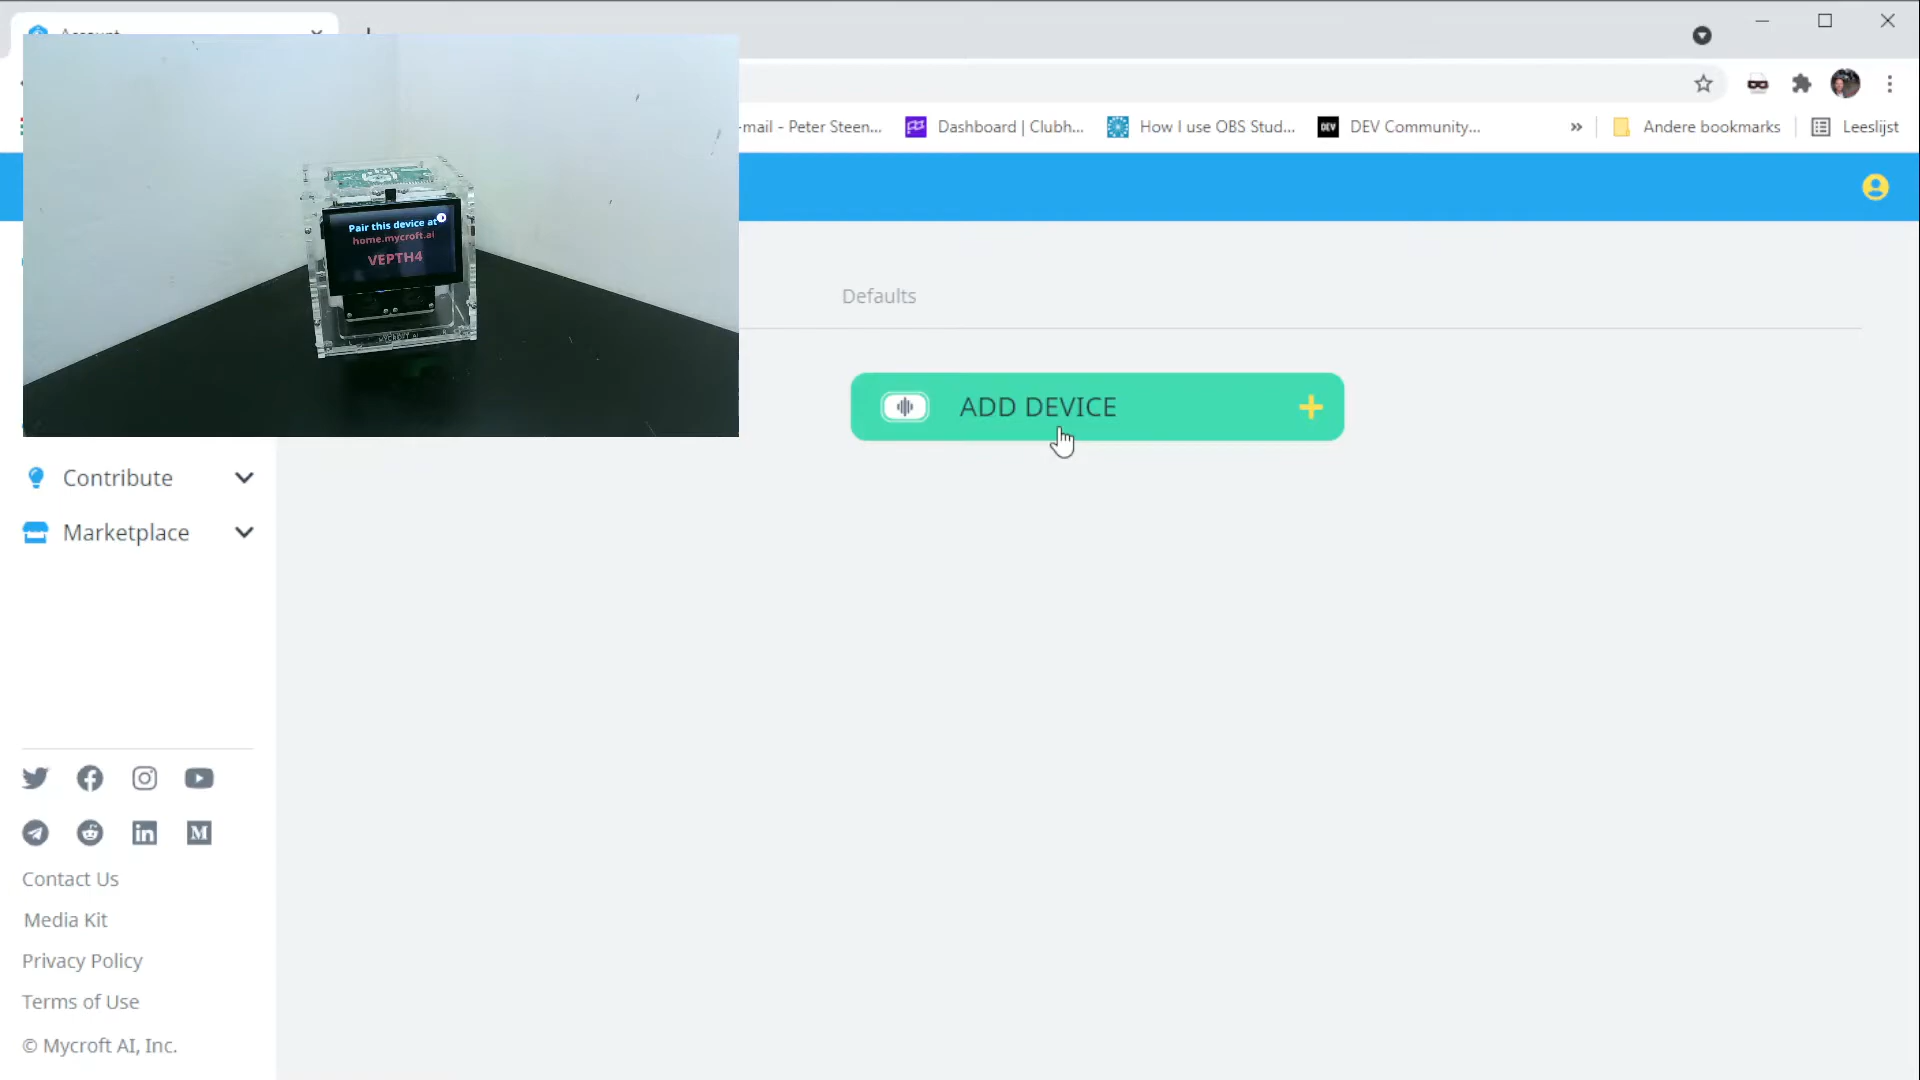 -mail - Peter Steen...
Dashboard | Clubh...
How I use OBS Stud...
DEV
DEV Community...
»
Andere bookmarks
Leeslijst
Pair this device at
home.mycroft.ai
VEPTH4
Defaults
ADD DEVICE
Contribute
Marketplace
Contact Us
Media Kit
Privacy Policy
Terms of Use
© Mycroft AI, Inc.